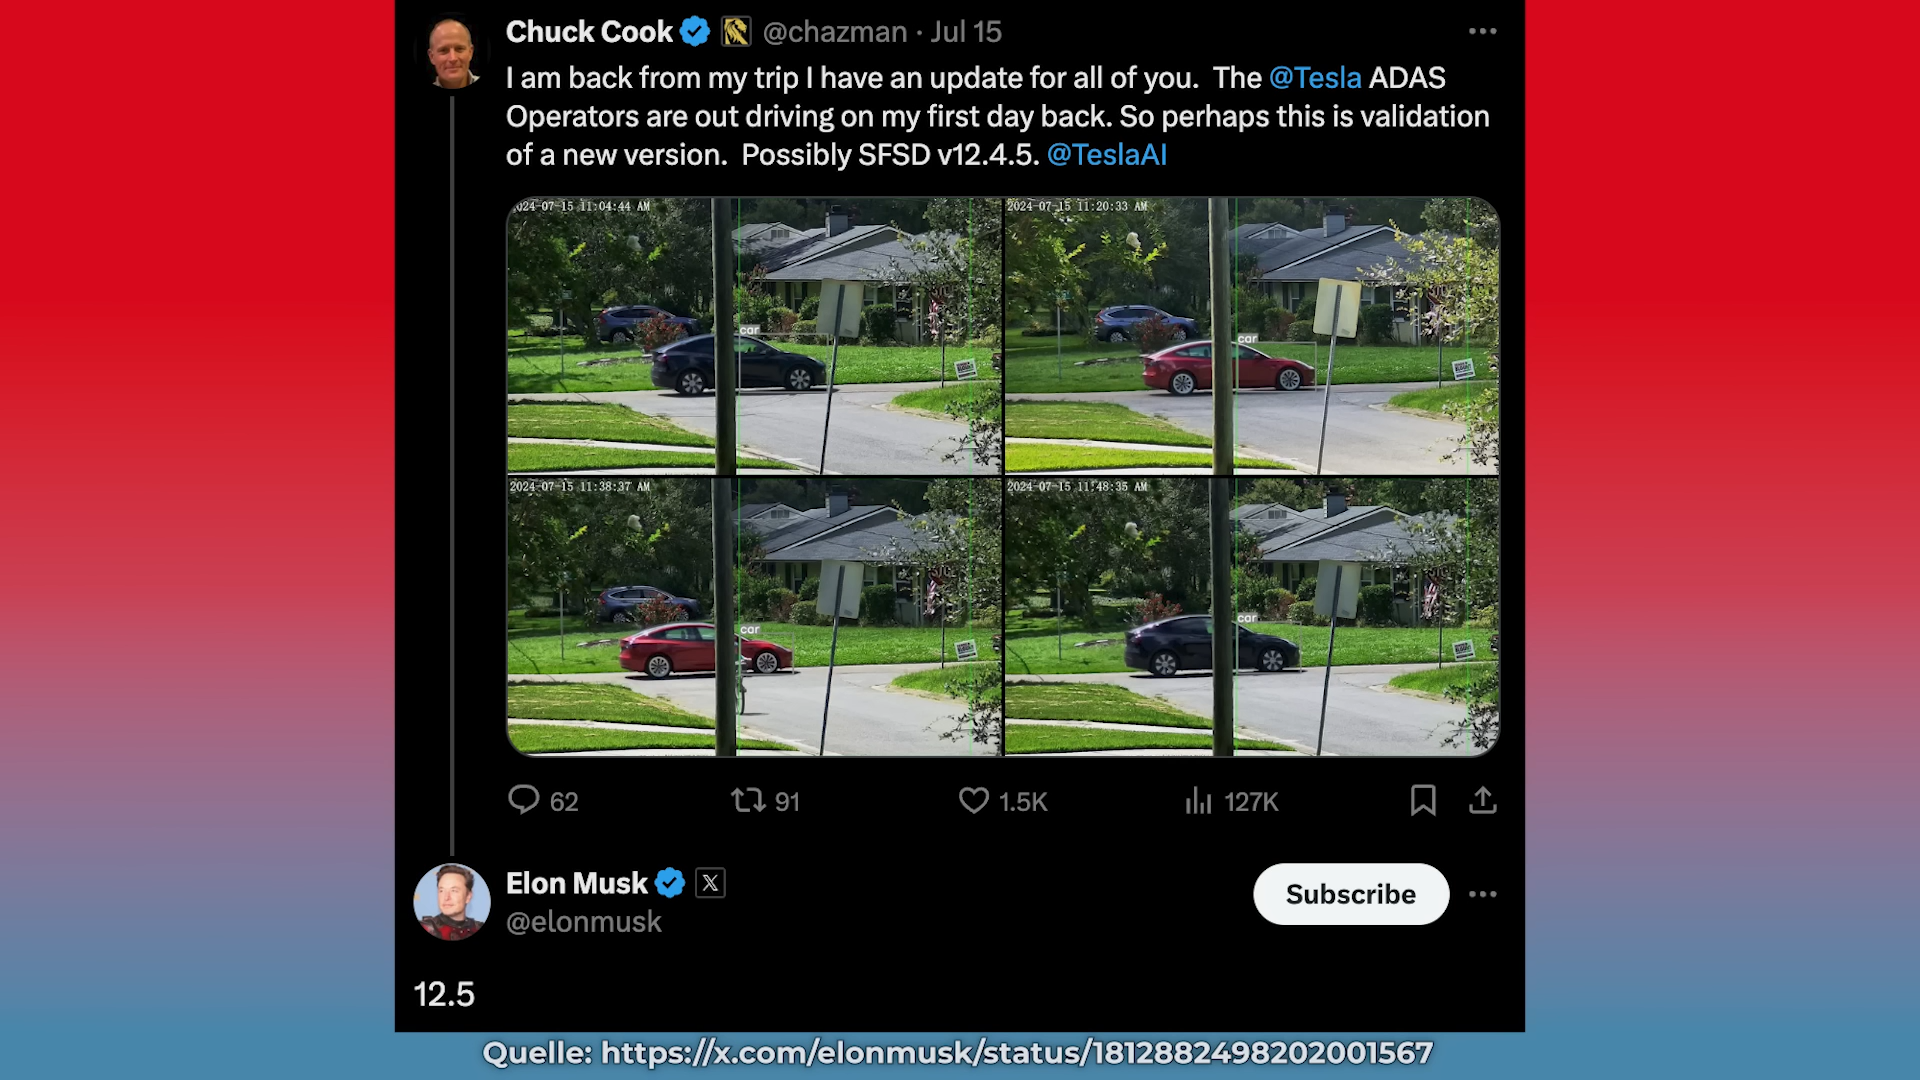 Chuck Cook @chazman · Jul 15
I am back from my trip I have an update for all of you.  The @Tesla ADAS
Operators are out driving on my first day back. So perhaps this is validation
of a new version.  Possibly SFSD v12.4.5. @TeslaAI
024-07-15 11:04:44 AM
car
2024-07-15 11:20:33 AM
car
2024-07-15 11:38:37 AM
car
2024-07-15 11:48:35 AM
car
62 91 1.5K 127K
Elon Musk
@elonmusk
Subscribe
12.5
Quelle: https://x.com/elonmusk/status/1812882498202001567